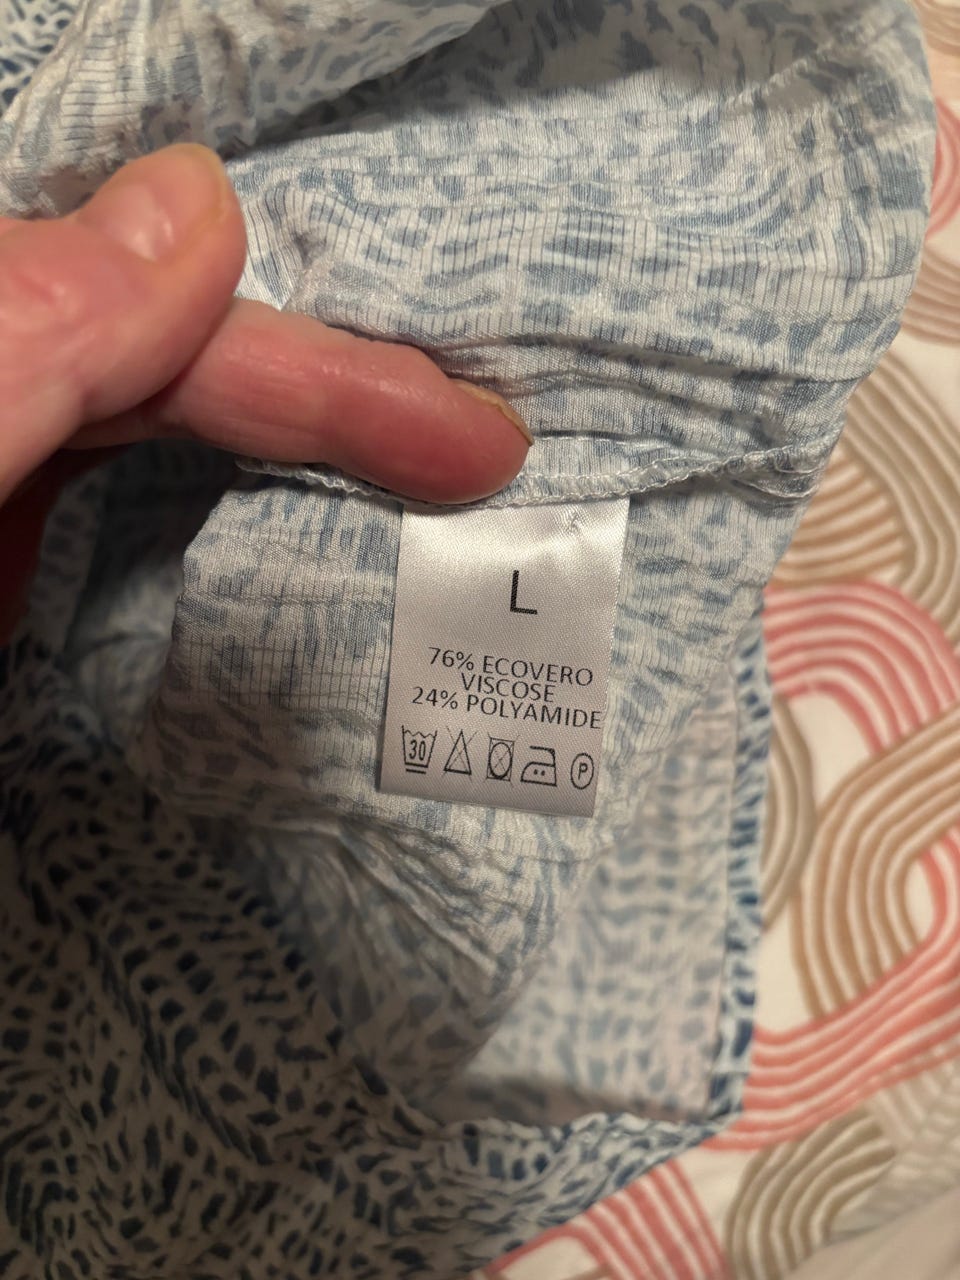 L
76% ECOVERO
VISCOSE
24% POLYAMIDE
30 P